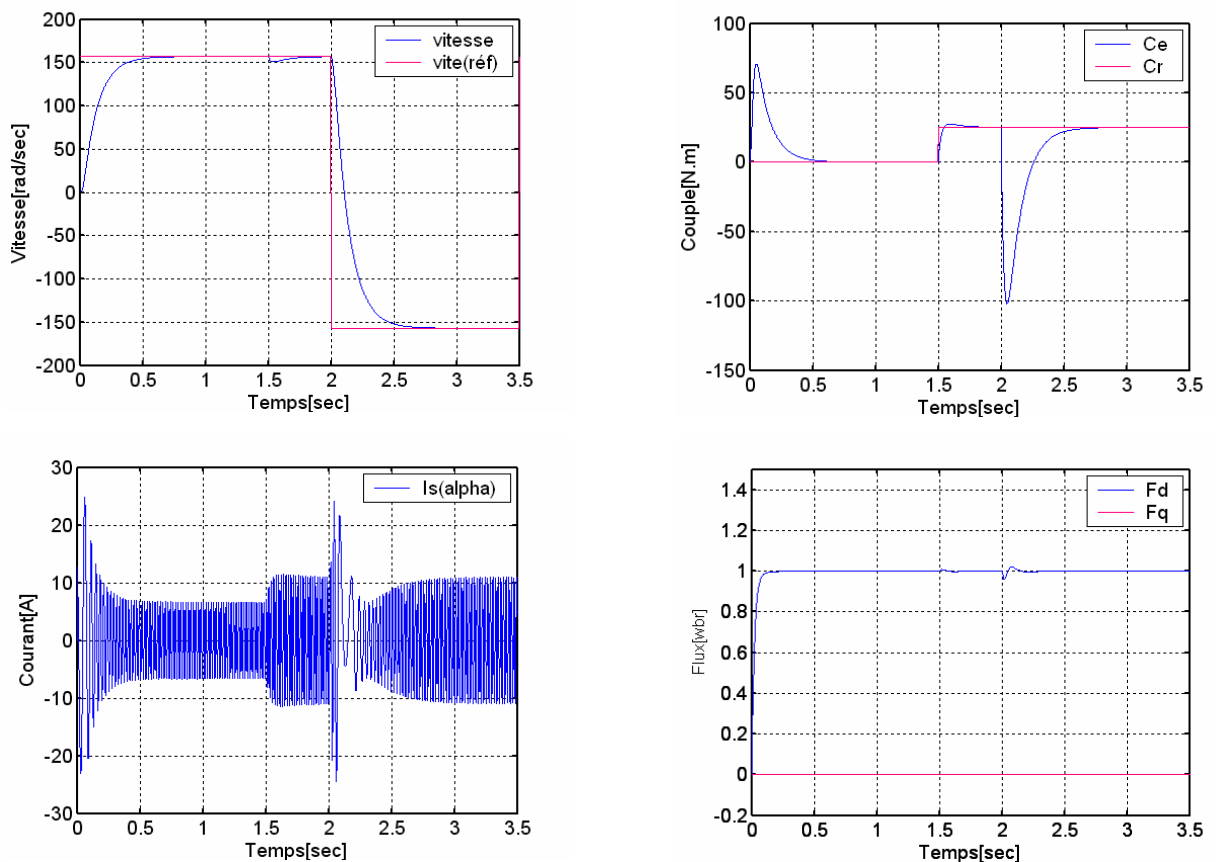 200
150
100
50
0
-50
-100
-150
-200
Vitesse[rad/sec]
vitesse
vite(réf)
0 0.5 1 1.5 2 2.5 3 3.5
Temps[sec]
100
50
0
-50
-100
-150
Couple[N.m]
Ce
Cr
0 0.5 1 1.5 2 2.5 3 3.5
Temps[sec]
30
20
10
0
-10
-20
-30
Courant[A]
Is(alpha)
0 0.5 1 1.5 2 2.5 3 3.5
Temps[sec]
1.4
1.2
1
0.8
0.6
0.4
0.2
0
-0.2
Flux[wbr]
Fd
Fq
0 0.5 1 1.5 2 2.5 3 3.5
Temps[sec]